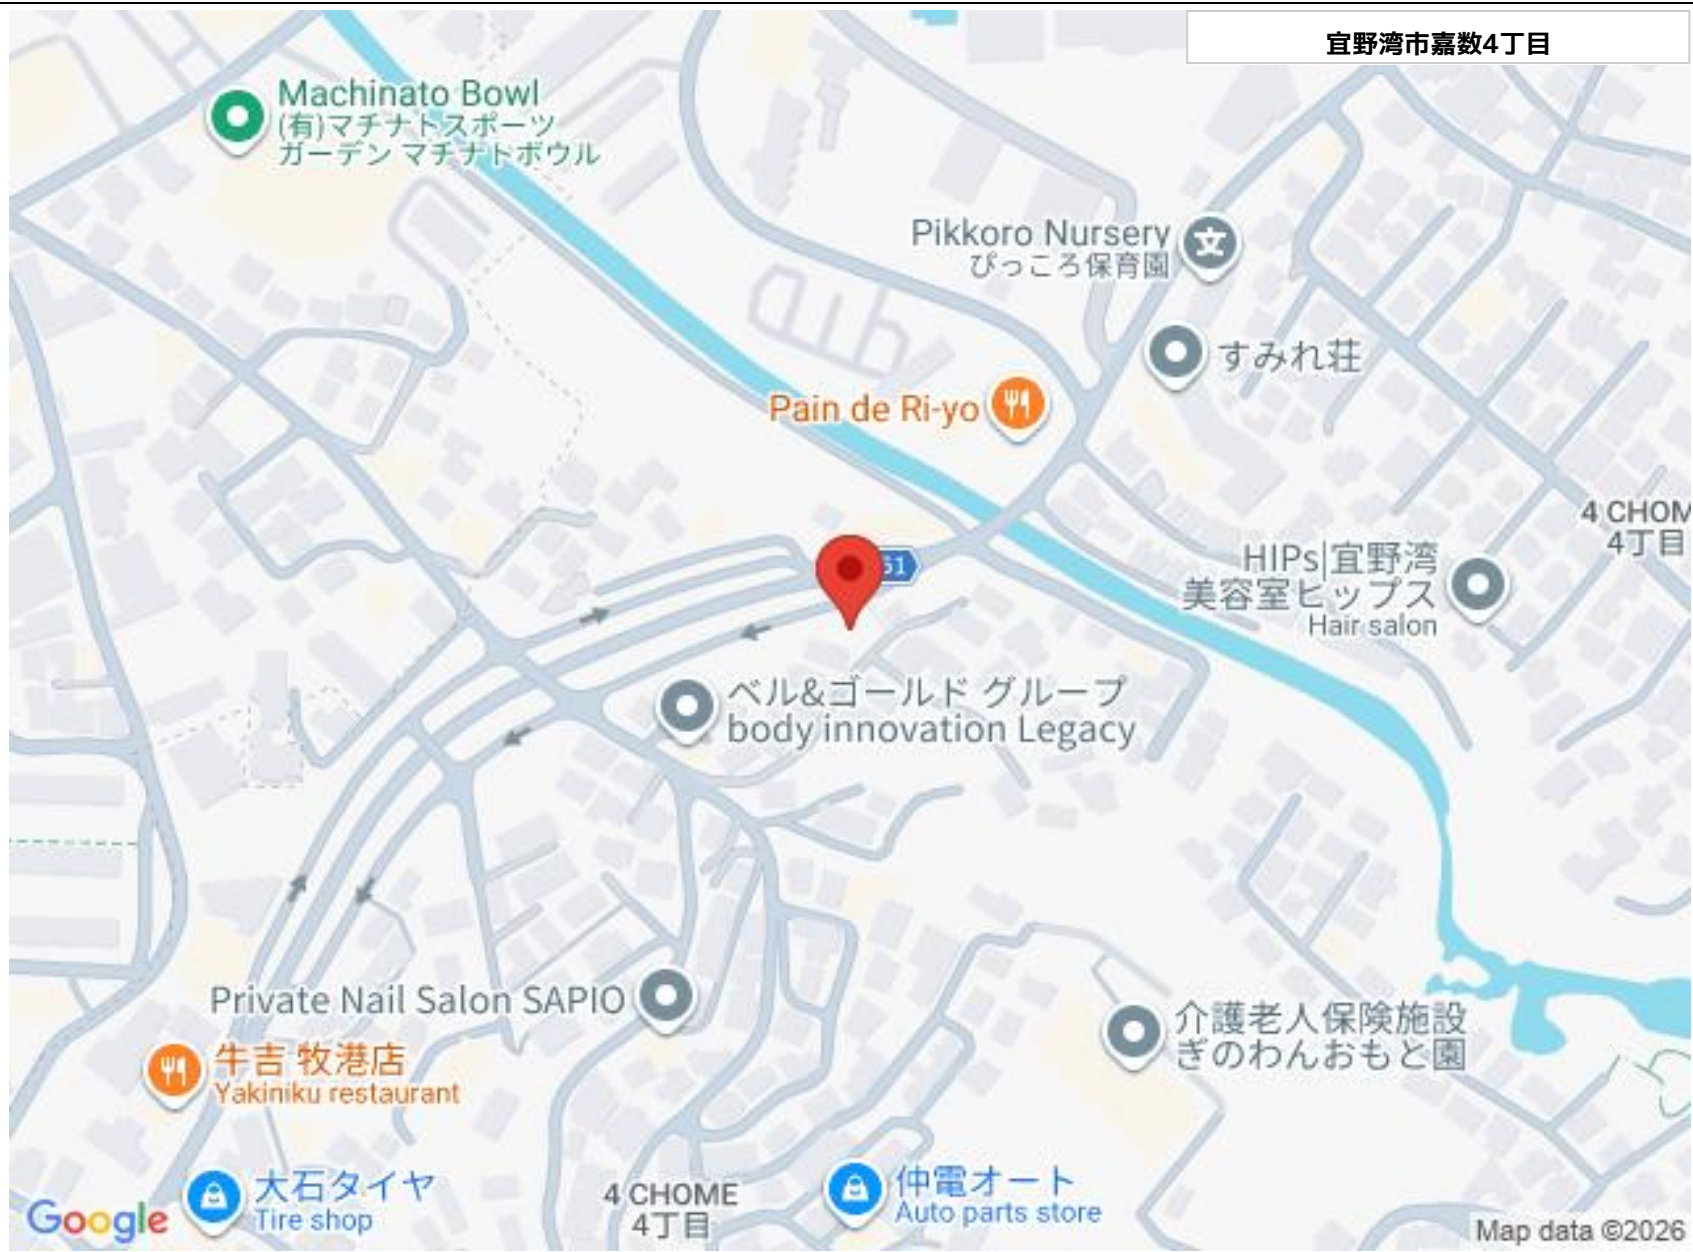 宜野湾市嘉数4丁目
Machinato Bowl
(有)マチナトスポーツ
ガーデン マチナトボウル
Pikkoro Nursery
ぴっころ保育園
すみれ荘
Pain de Ri-yo
4 CHOM
4丁目
51
HIPs|宜野湾
美容室ヒップス
Hair salon
ベル&ゴールド グループ
body innovation Legacy
Private Nail Salon SAPIO
介護老人保険施設
ぎのわんおもと園
牛吉 牧港店
Yakiniku restaurant
大石タイヤ
Tire shop
4 CHOME
4丁目
仲電オート
Auto parts store
Google
Map data ©2026